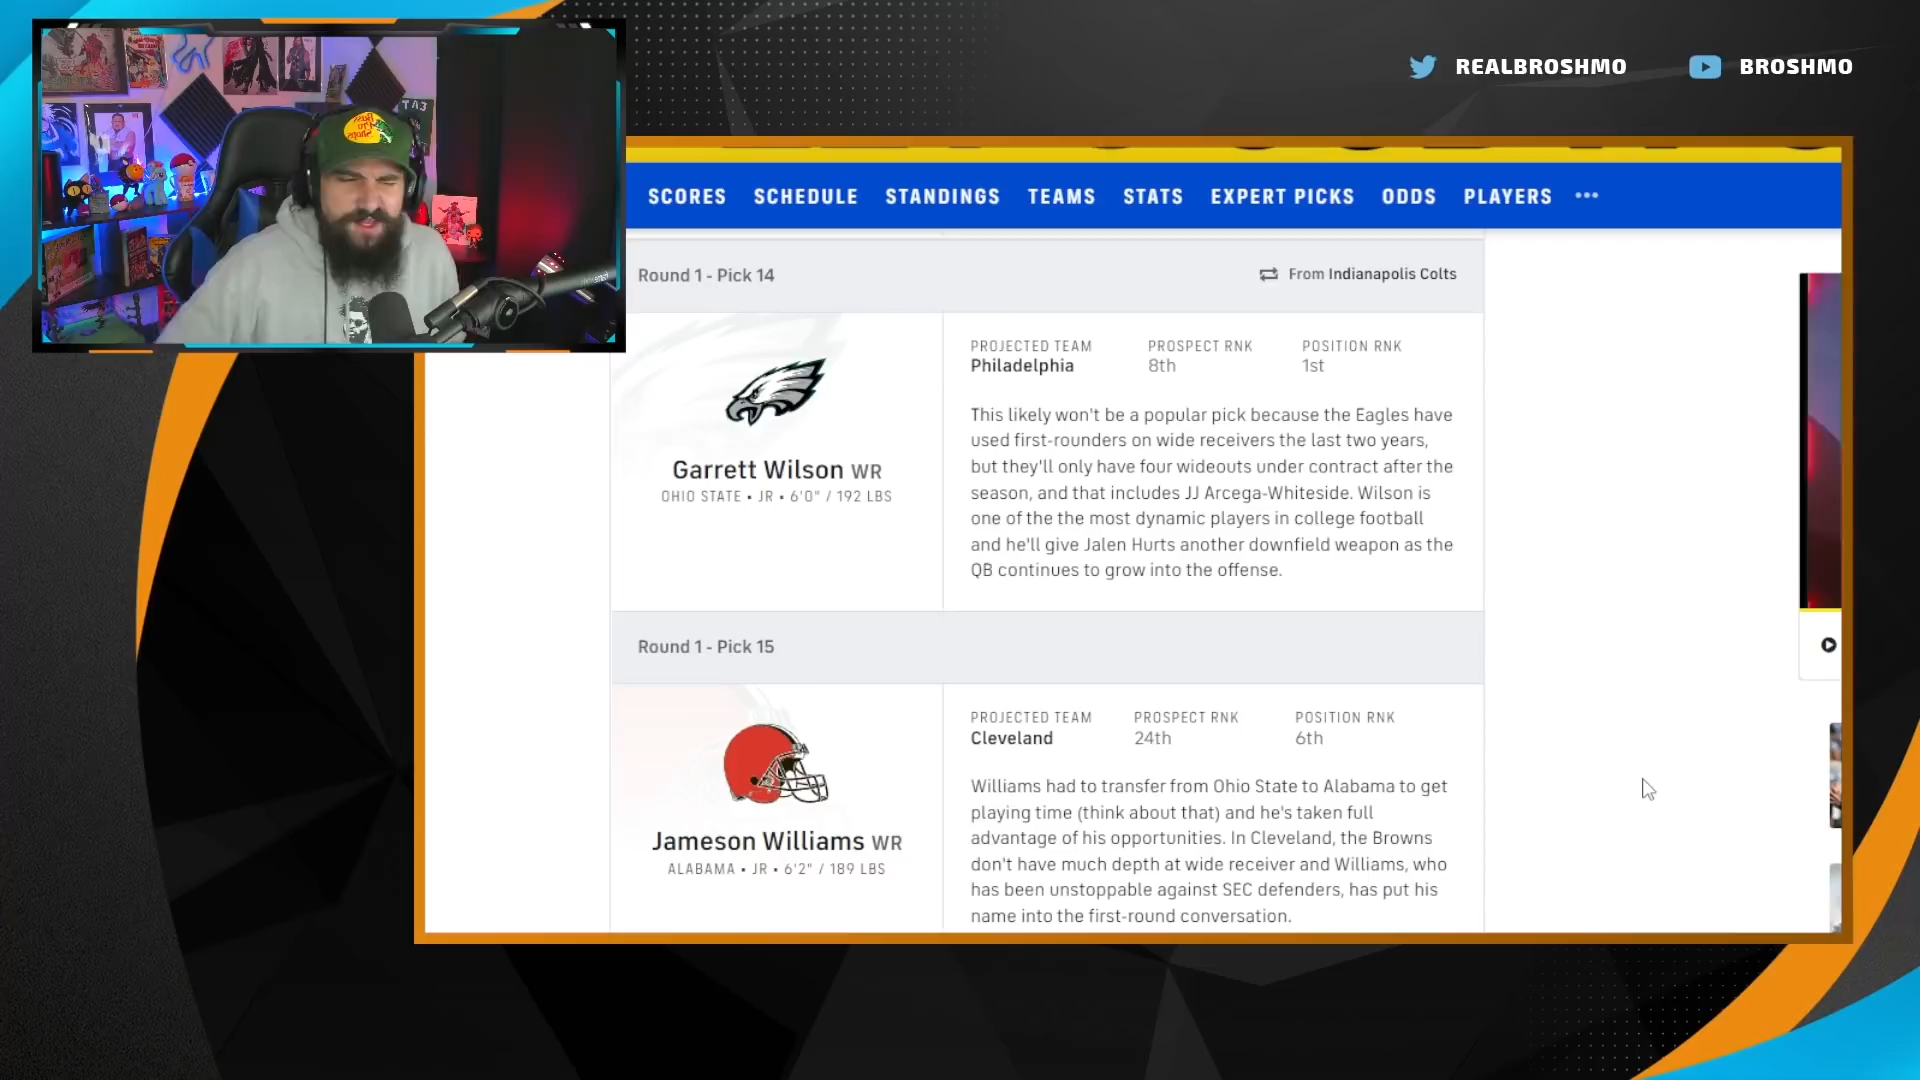 REALBROSHMO
BROSHMO
Bass
Pro
Shops
SCORES SCHEDULE STANDINGS TEAMS STATS EXPERT PICKS ODDS PLAYERS •••
Round 1 - Pick 14
From Indianapolis Colts
Garrett Wilson WR
OHIO STATE • JR • 6'0" / 192 LBS
PROJECTED TEAM PROSPECT RNK POSITION RNK
Philadelphia 8th 1st
This likely won't be a popular pick because the Eagles have
used first-rounders on wide receivers the last two years,
but they'll only have four wideouts under contract after the
season, and that includes JJ Arcega-Whiteside. Wilson is
one of the the most dynamic players in college football
and he'll give Jalen Hurts another downfield weapon as the
QB continues to grow into the offense.
Round 1 - Pick 15
Jameson Williams WR
ALABAMA • JR • 6'2" / 189 LBS
PROJECTED TEAM PROSPECT RNK POSITION RNK
Cleveland 24th 6th
Williams had to transfer from Ohio State to Alabama to get
playing time (think about that) and he's taken full
advantage of his opportunities. In Cleveland, the Browns
don't have much depth at wide receiver and Williams, who
has been unstoppable against SEC defenders, has put his
name into the first-round conversation.